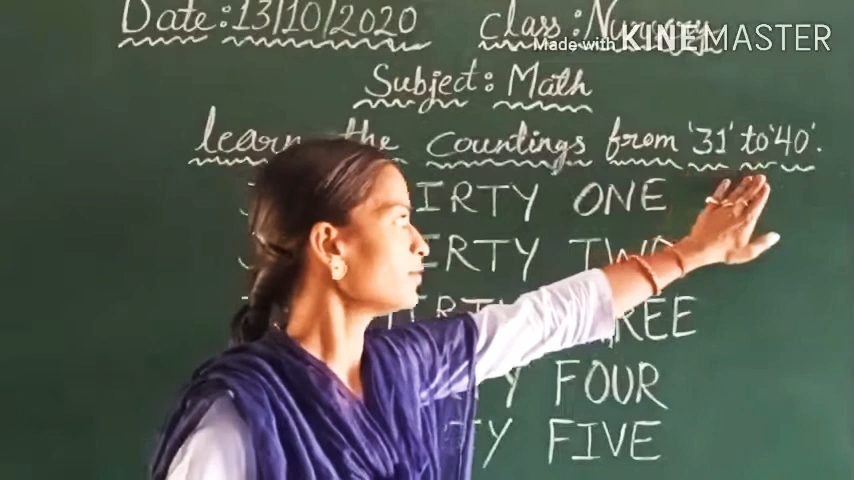 Date: 13/10/2020 Class: Nursery
Made with KINEMASTER
Subject: Math
learn the countings from '31' to '40'.
IRTY ONE
IRTY TWO
REE
Y FOUR
TY FIVE